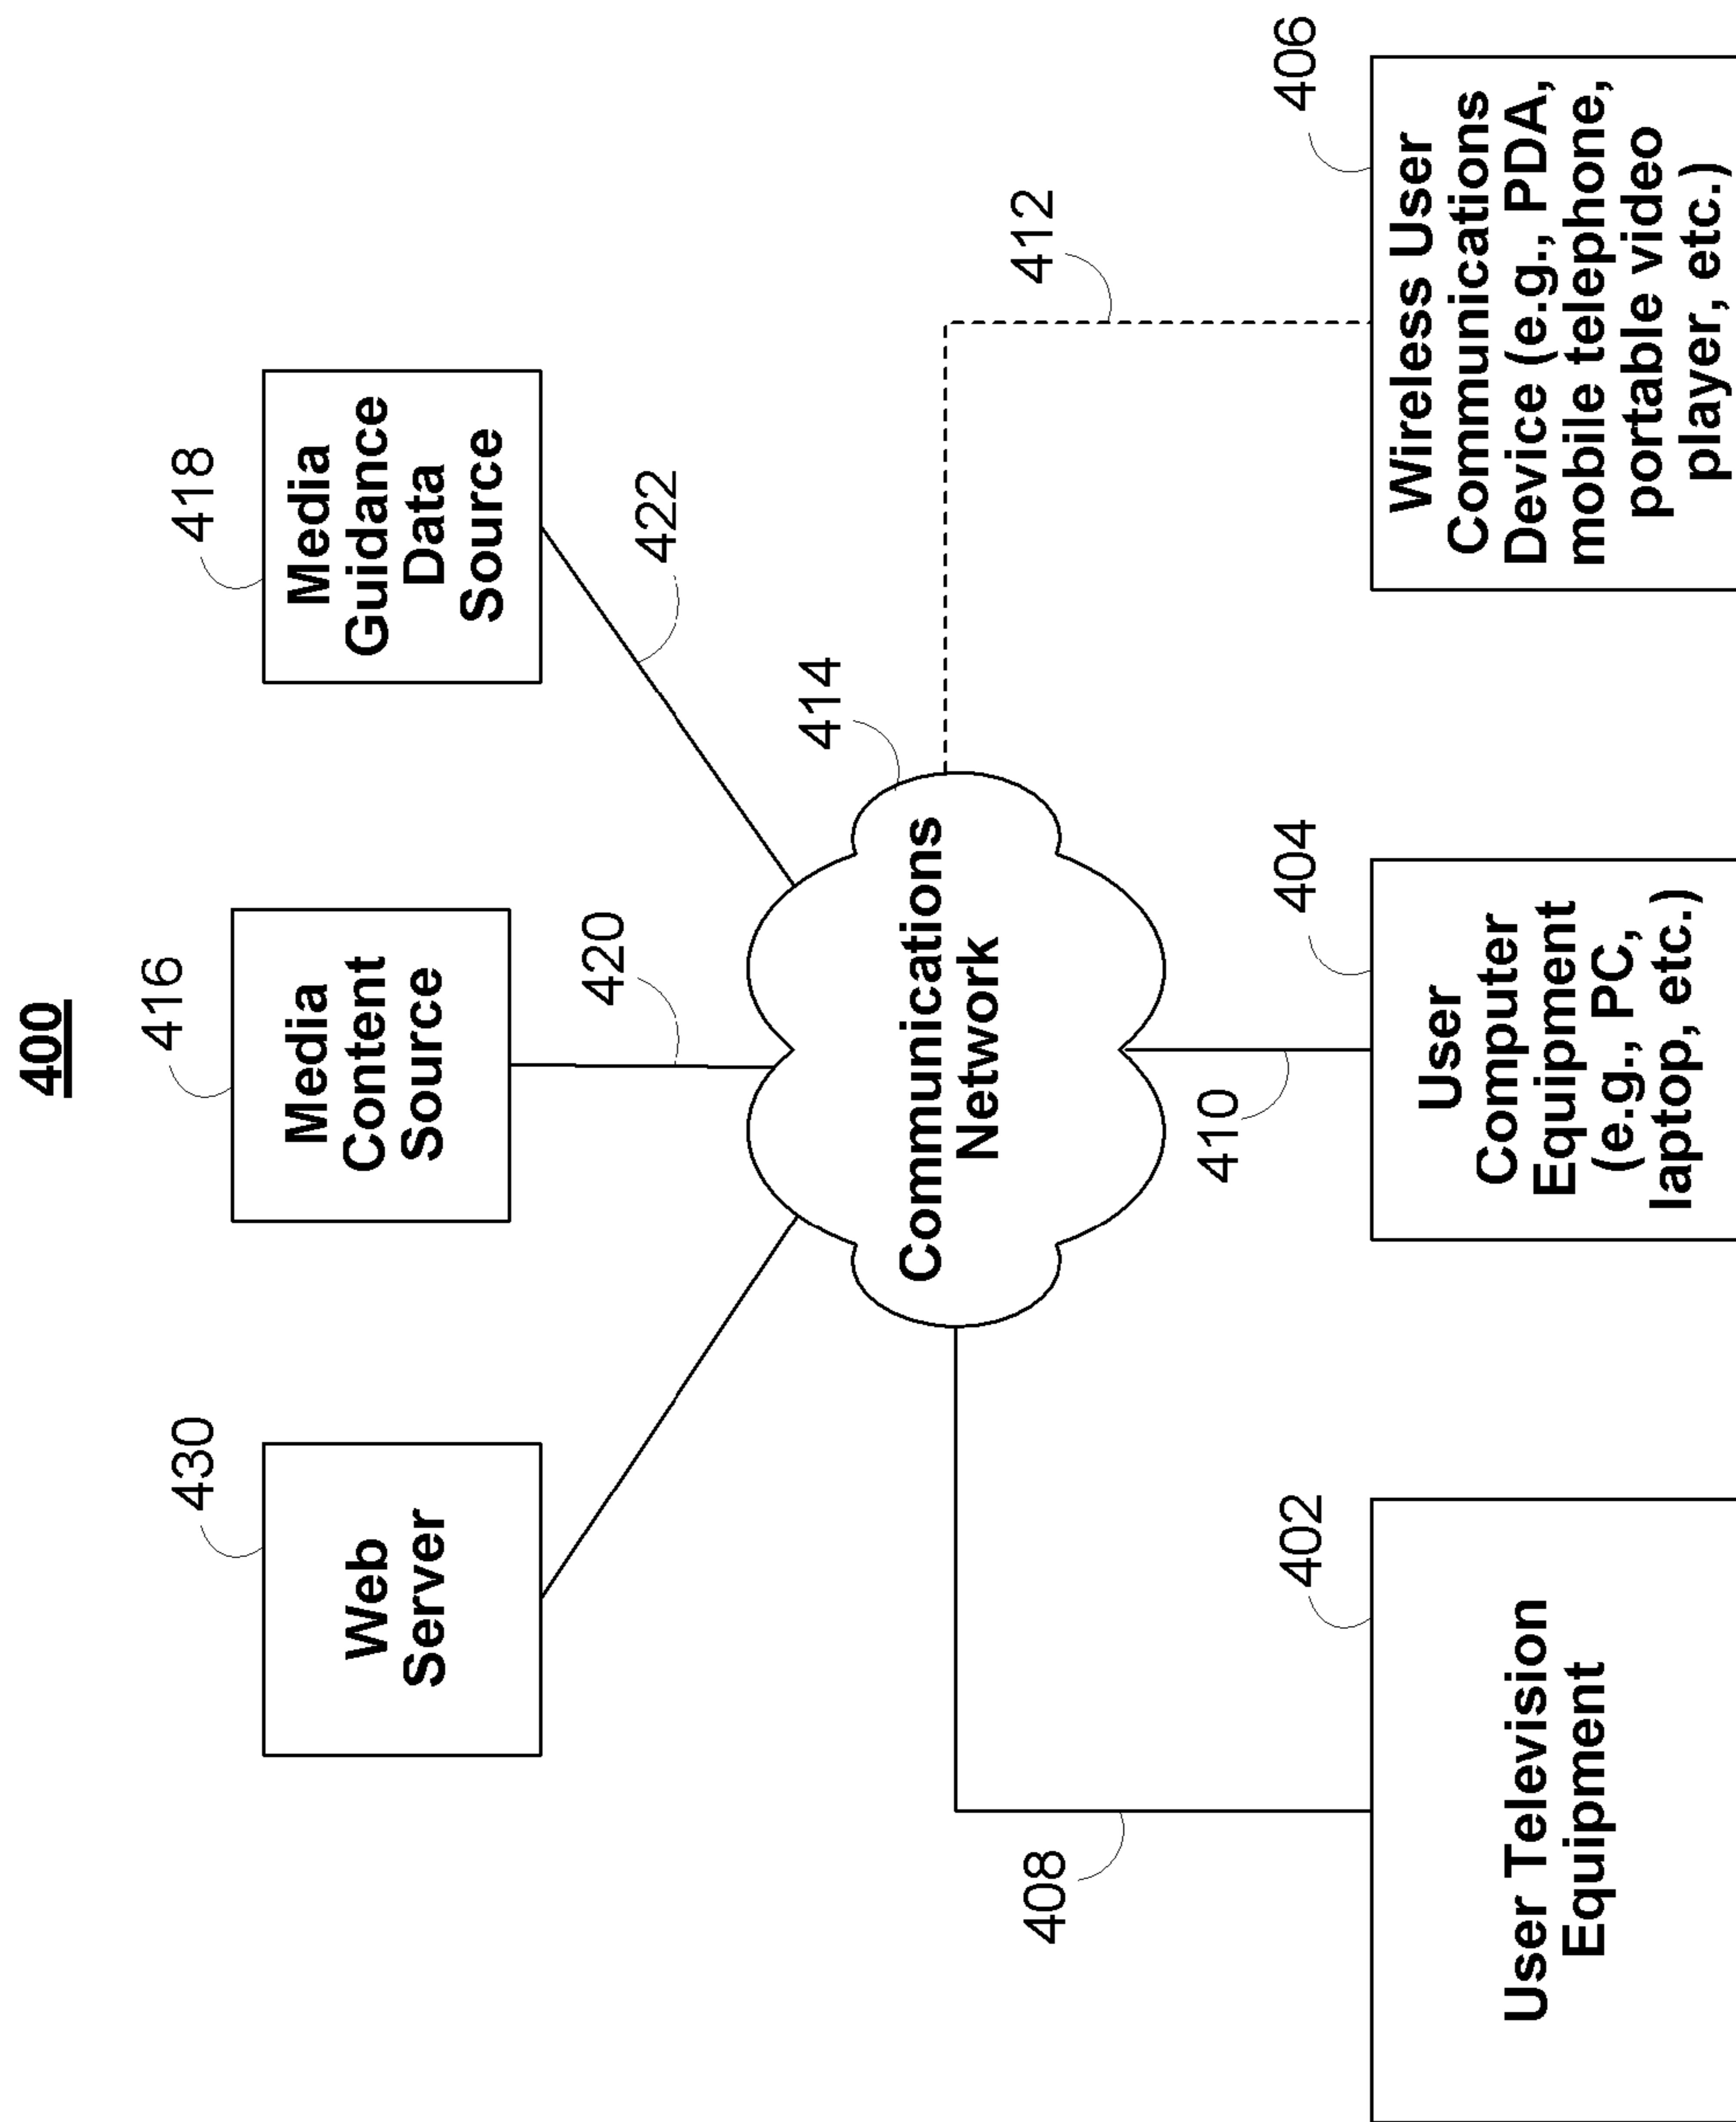 400
430
Web
Server
416
Media
Content
Source
418
Media
Guidance
Data
Source
420
422
414
Communications
Network
408
410
412
402
User Television
Equipment
404
User
Computer
Equipment
(e.g., PC,
laptop, etc.)
406
Wireless User
Communications
Device (e.g., PDA,
mobile telephone,
portable video
player, etc.)